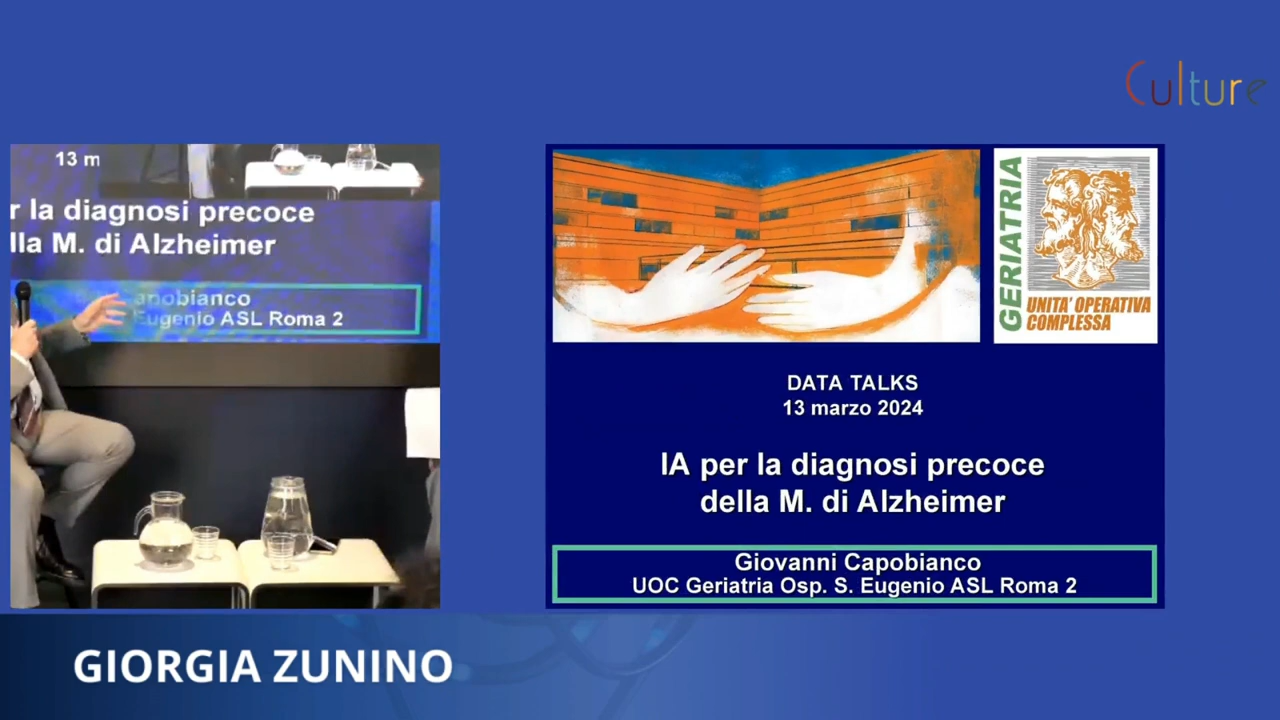 Culture
13 m
r la diagnosi precoce
lla M. di Alzheimer
anobianco
Eugenio ASL Roma 2
GERIATRIA
UNITA' OPERATIVA
COMPLESSA
DATA TALKS
13 marzo 2024
IA per la diagnosi precoce
della M. di Alzheimer
Giovanni Capobianco
UOC Geriatria Osp. S. Eugenio ASL Roma 2
GIORGIA ZUNINO